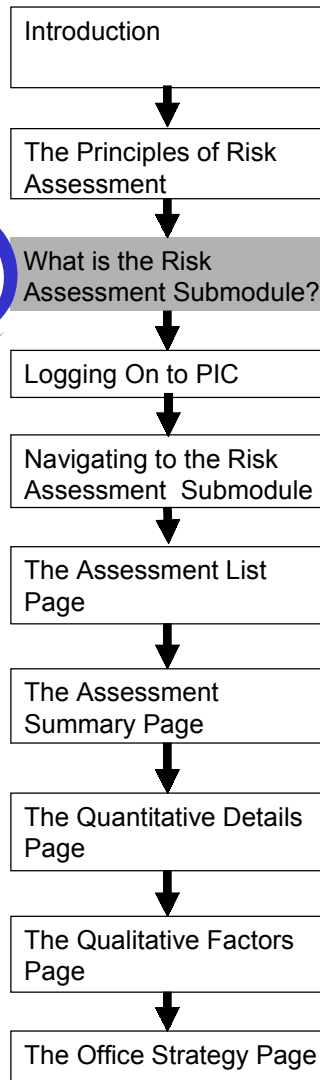 Introduction
The Principles of Risk
Assessment
What is the Risk
Assessment Submodule?
Logging On to PIC
Navigating to the Risk
Assessment Submodule
The Assessment List
Page
The Assessment
Summary Page
The Quantitative Details
Page
The Qualitative Factors
Page
The Office Strategy Page